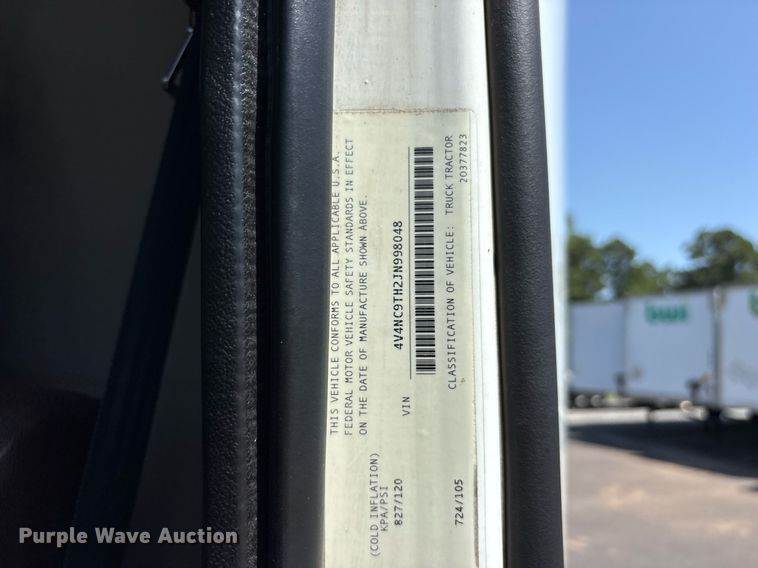 THIS VEHICLE CONFORMS TO ALL APPLICABLE U.S.A.
FEDERAL MOTOR VEHICLE SAFETY STANDARDS IN EFFECT
ON THE DATE OF MANUFACTURE SHOWN ABOVE.
(COLD INFLATION)
KPA/PSI
827/120
VIN
4V4NC9TH2JN998048
724/105
CLASSIFICATION OF VEHICLE: TRUCK TRACTOR
20377823
Purple Wave Auction